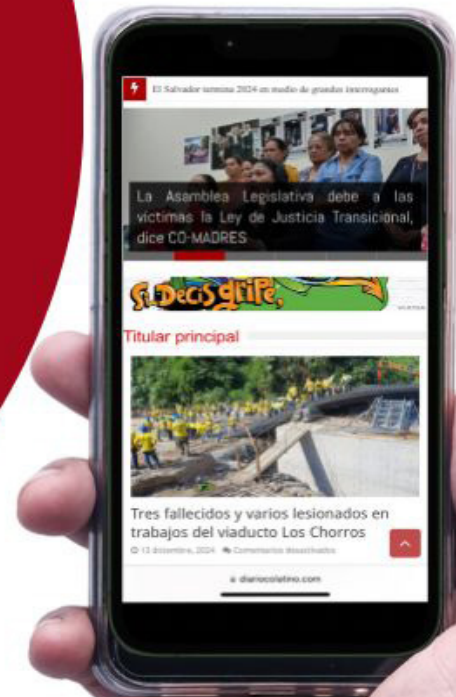 El Salvador termina 2024 en medio de grandes interrogantes
La Asamblea Legislativa debe a las
víctimas la Ley de Justicia Transicional,
dice CO-MADRES
Si Decís gripe,
Titular principal
Tres fallecidos y varios lesionados en
trabajos del viaducto Los Chorros
13 diciembre, 2024 Comentarios desactivados
diariocolatino.com